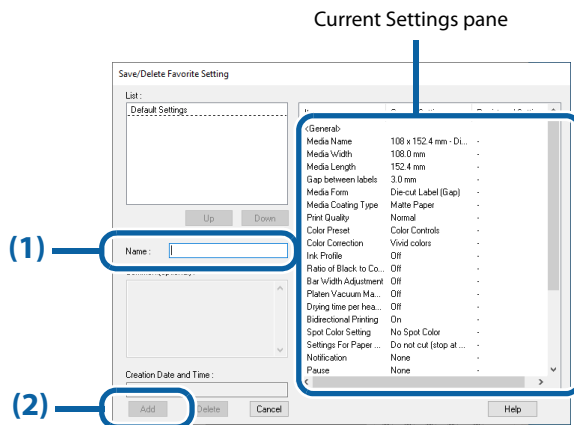 Current Settings pane
Save/Delete Favorite Setting
List :
Default Settings
<General>
Media Name 108 x 152.4 mm - Di... -
Media Width 108.0 mm -
Media Length 152.4 mm -
Gap between labels 3.0 mm -
Media Form Die-cut Label (Gap) -
Media Coating Type Matte Paper -
Print Quality Normal -
Color Preset Color Controls -
Color Correction Vivid colors -
Ink Profile Off -
Ratio of Black to Co... Off -
Bar Width Adjustment Off -
Platen Vacuum Ma... Off -
Drying time per hea... Off -
Bidirectional Printing On -
Spot Color Setting No Spot Color -
Settings For Paper ... Do not cut (stop at ... -
Notification None -
Pause None -
Up Down
(1)
Name :
Creation Date and Time :
(2)
Add Delete Cancel Help